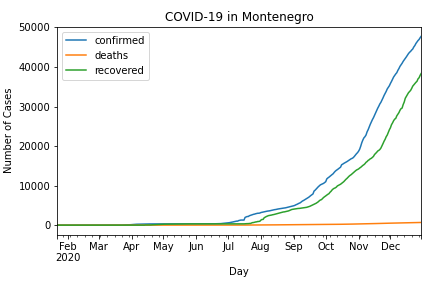 COVID-19 in Montenegro
confirmed
deaths
recovered
50000
40000
30000
20000
10000
0
Number of Cases
Feb Mar Apr May Jun Jul Aug Sep Oct Nov Dec
2020
Day